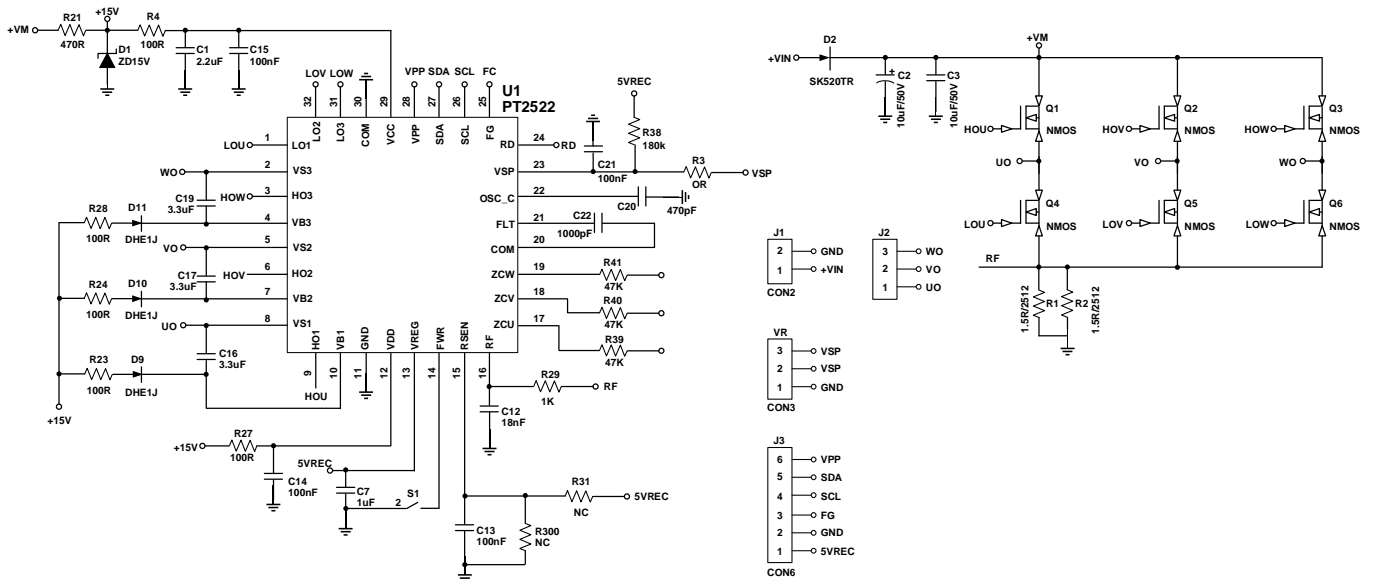 +VM
R21
470R
+15V
R4
100R
D1
ZD15V
C1
2.2uF
C15
100nF
LOV
LOW
VPP
SDA
SCL
FC
32
31
30
29
28
27
26
25
U1
PT2522
LO2
LO3
COM
VCC
VPP
SDA
SCL
FG
LOU
1
LO1
WO
2
VS3
C19
3.3uF
HOW
3
HO3
R28
100R
D11
DHE1J
4
VB3
VO
5
VS2
C17
3.3uF
HOV
6
HO2
R24
100R
D10
DHE1J
7
VB2
UO
8
VS1
C16
3.3uF
R23
100R
D9
DHE1J
+15V
HO1
VB1
GND
VDD
VREG
FWR
RSEN
RF
9
10
11
12
13
14
15
16
HOU
RD
24
RD
VSP
23
C21
100nF
5VREC
R38
180k
R3
OR
VSP
OSC_C
22
C20
470pF
FLT
21
C22
1000pF
COM
20
ZCW
19
R41
47K
ZCV
18
R40
47K
ZCU
17
R39
47K
R29
1K
RF
C12
18nF
+15V
R27
100R
C14
100nF
5VREC
C7
1uF
2
S1
C13
100nF
R300
NC
R31
NC
5VREC
+VIN
D2
SK520TR
C2
10uF/50V
C3
10uF/50V
+VM
HOU
Q1
NMOS
HOV
Q2
NMOS
HOW
Q3
NMOS
UO
VO
WO
LOU
Q4
NMOS
LOV
Q5
NMOS
LOW
Q6
NMOS
RF
R1
1.5R/2512
R2
1.5R/2512
J1
2
GND
1
+VIN
CON2
J2
3
WO
2
VO
1
UO
VR
3
VSP
2
VSP
1
GND
CON3
J3
6
VPP
5
SDA
4
SCL
3
FG
2
GND
1
5VREC
CON6